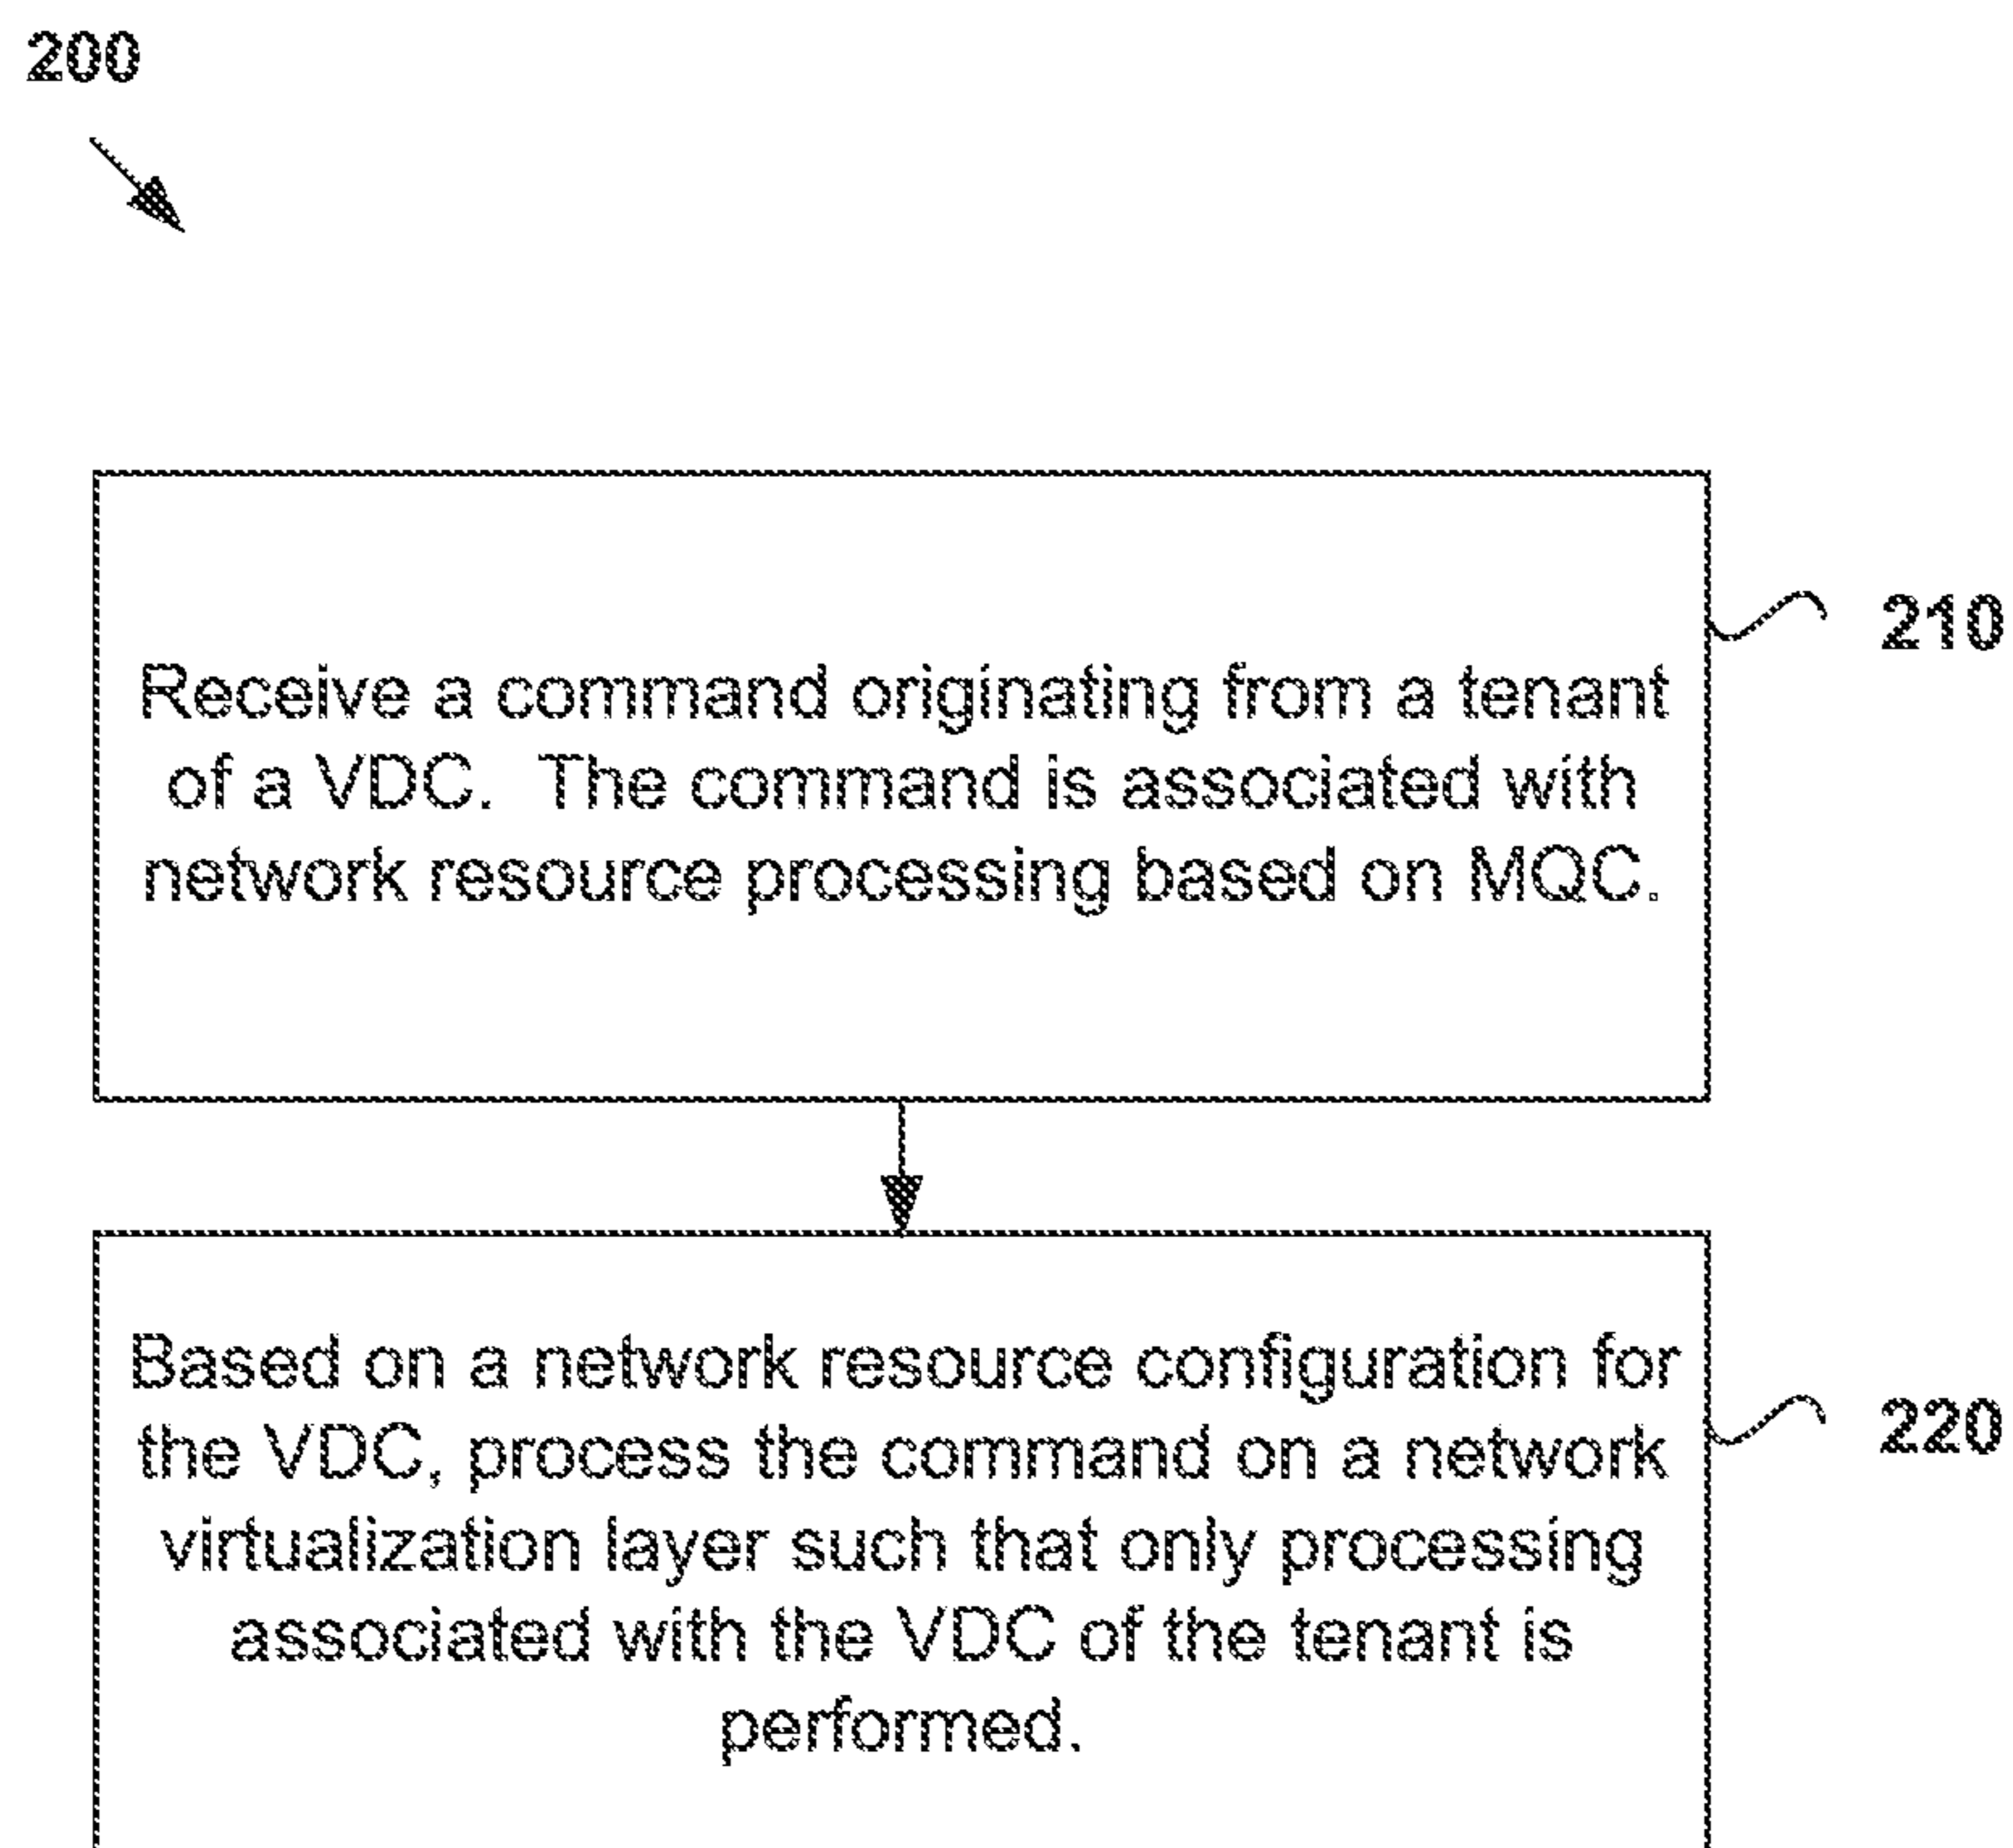 200
Receive a command originating from a tenant
of a VDC.  The command is associated with
network resource processing based on MQC.
210
Based on a network resource configuration for
the VDC, process the command on a network
virtualization layer such that only processing
associated with the VDC of the tenant is
performed.
220